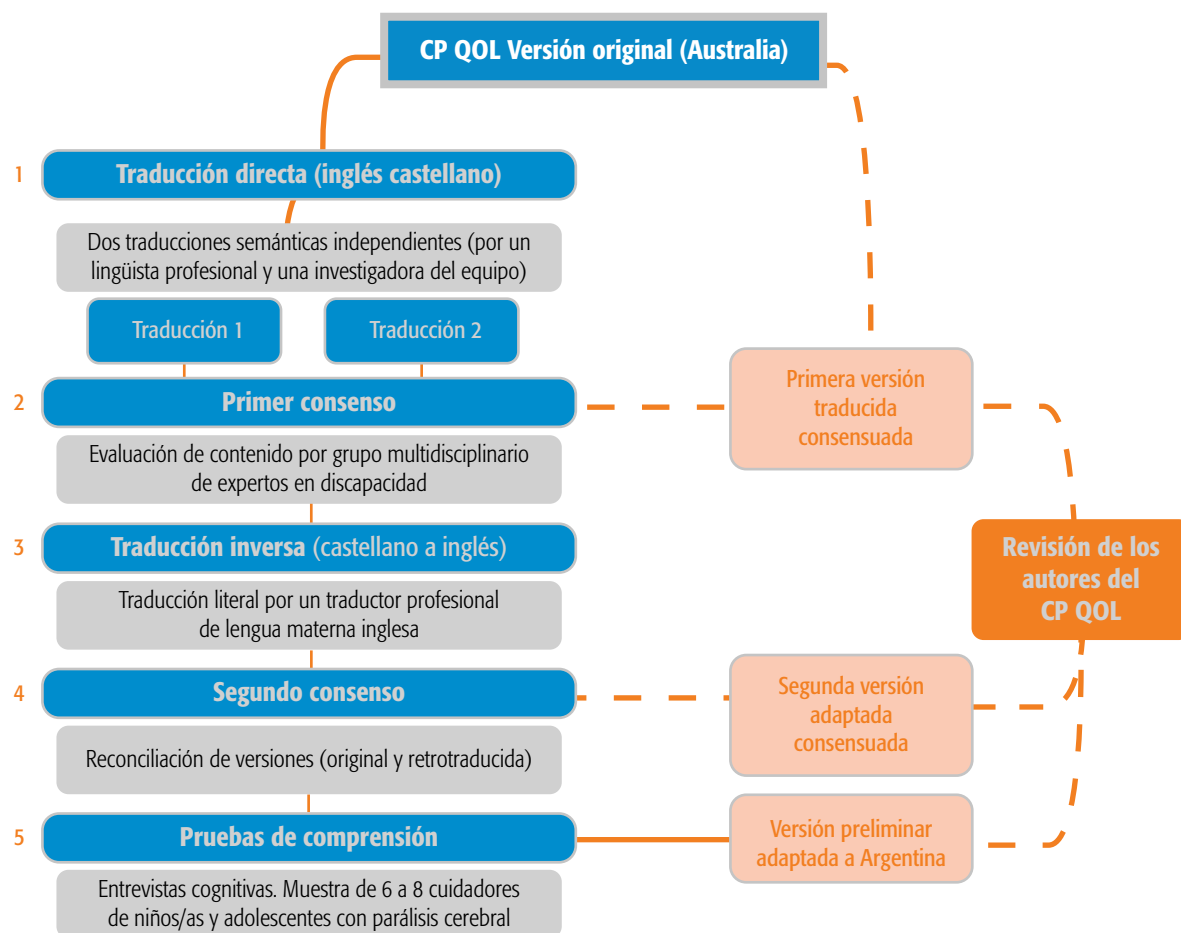 CP QOL Versión original (Australia)
1
Traducción directa (inglés castellano)
Dos traducciones semánticas independientes (por un
lingüista profesional y una investigadora del equipo)
Traducción 1
Traducción 2
2
Primer consenso
Primera versión
traducida
consensuada
Evaluación de contenido por grupo multidisciplinario
de expertos en discapacidad
3
Traducción inversa (castellano a inglés)
Revisión de los
autores del
CP QOL
Traducción literal por un traductor profesional
de lengua materna inglesa
4
Segundo consenso
Segunda versión
adaptada
consensuada
Reconciliación de versiones (original y retrotraducida)
5
Pruebas de comprensión
Versión preliminar
adaptada a Argentina
Entrevistas cognitivas. Muestra de 6 a 8 cuidadores
de niños/as y adolescentes con parálisis cerebral